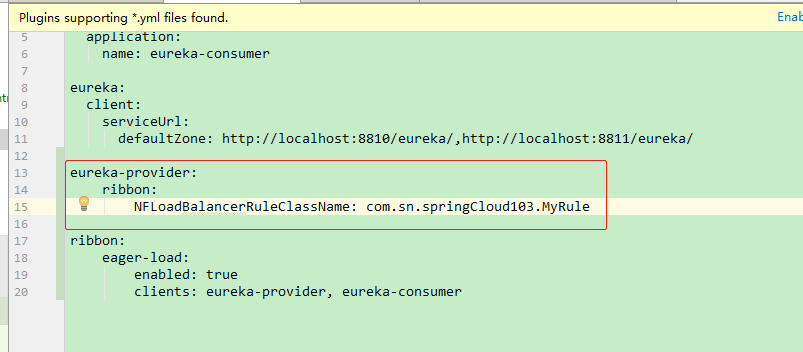 Plugins supporting *.yml files found.
Enab
5 application:
6 name: eureka-consumer
7
8 eureka:
9 client:
10 serviceUrl:
11 defaultZone: http://localhost:8810/eureka/,http://localhost:8811/eureka/
12
13 eureka-provider:
14 ribbon:
15 NFLoadBalancerRuleClassName: com.sn.springCloud103.MyRule
16
17 ribbon:
18 eager-load:
19 enabled: true
20 clients: eureka-provider, eureka-consumer